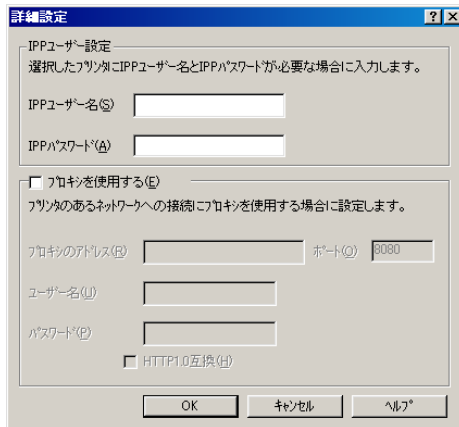 詳細設定
IPPユーザー設定
選択したプリンタにIPPユーザー名とIPPパスワードが必要な場合に入力します。
IPPユーザー名(S)
IPPパスワード(A)
プロキシを使用する(E)
プリンタのあるネットワークへの接続にプロキシを使用する場合に設定します。
プロキシのアドレス(R) ポート(O) 8080
ユーザー名(U)
パスワード(P)
HTTP1.0互換(H)
OK キャンセル ヘルプ